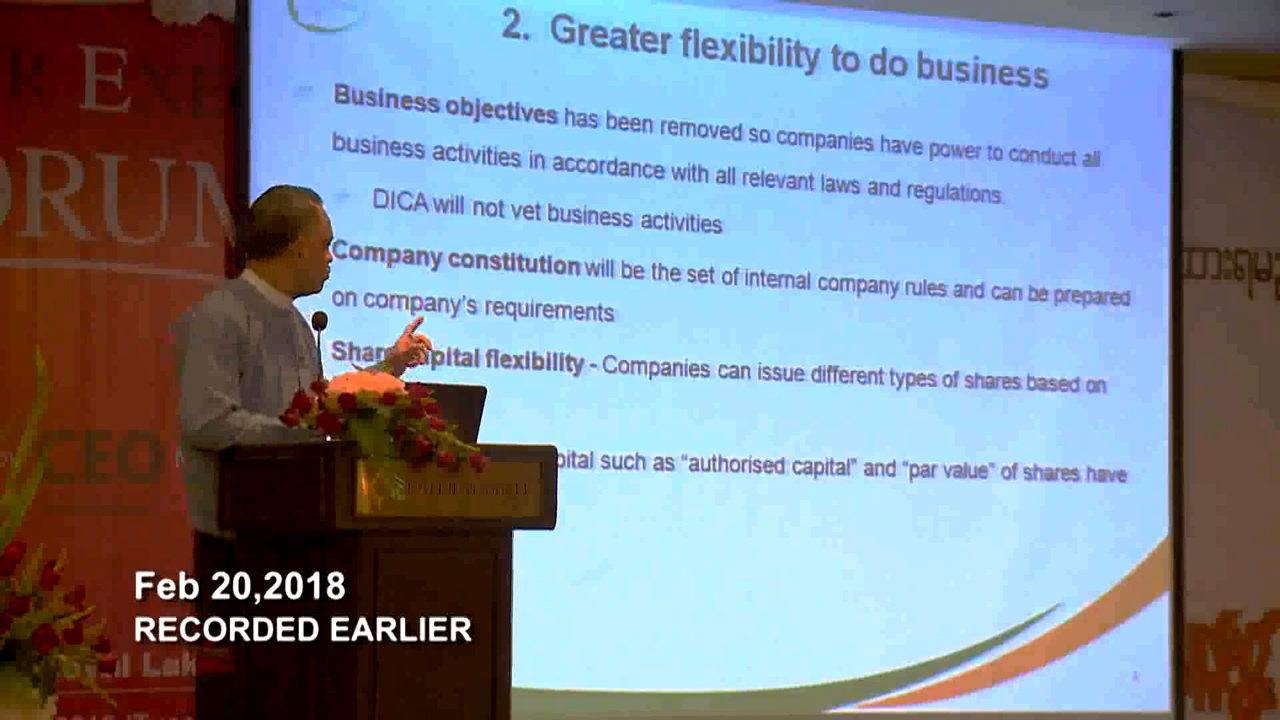 2. Greater flexibility to do business
Business objectives has been removed so companies have power to conduct all
business activities in accordance with all relevant laws and regulations.
DICA will not vet business activities
Company constitution will be the set of internal company rules and can be prepared
on company's requirements
Share capital flexibility - Companies can issue different types of shares based on
such as “authorised capital” and “par value” of shares have
CEO
Feb 20,2018
RECORDED EARLIER